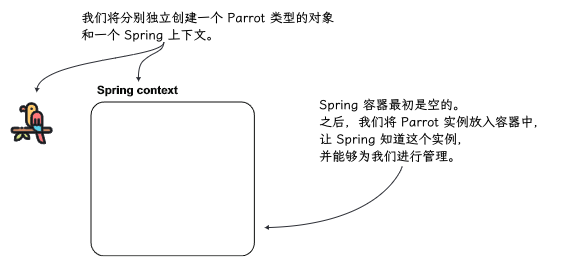 我们将分别独立创建一个 Parrot 类型的对象
和一个 Spring 上下文。
Spring context
Spring 容器最初是空的。
之后，我们将 Parrot 实例放入容器中，
让 Spring 知道这个实例，
并能够为我们进行管理。